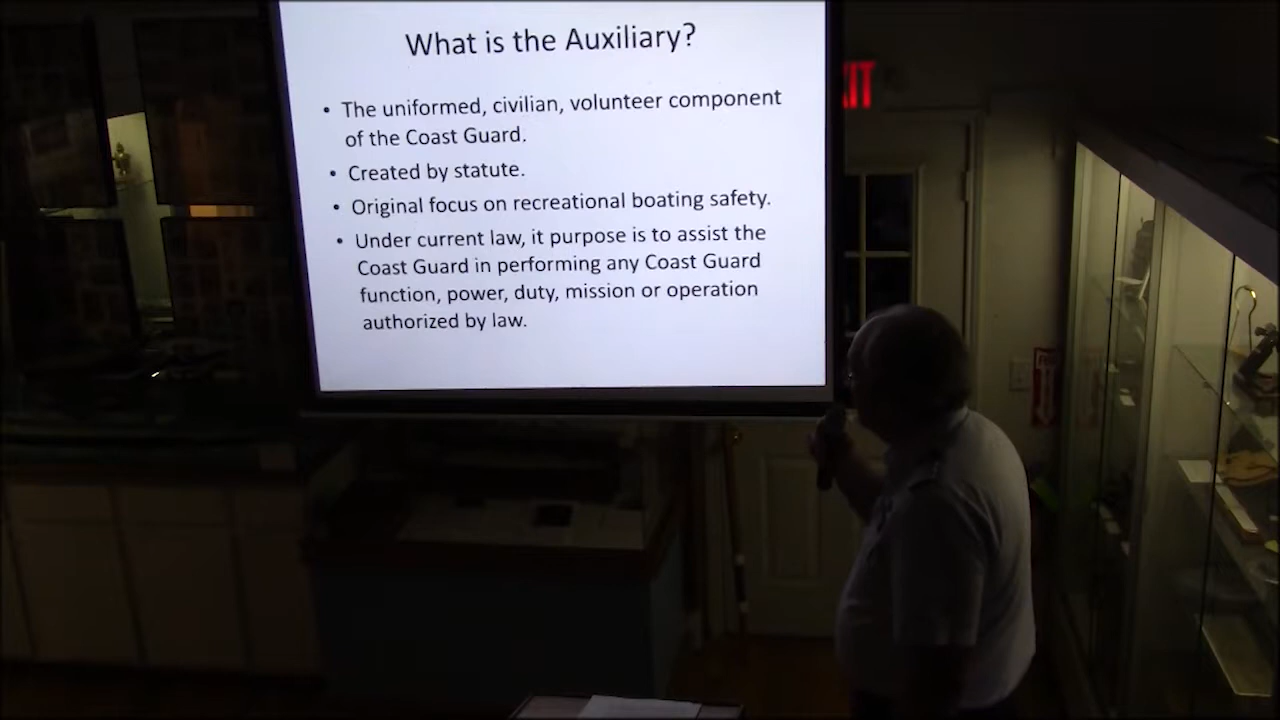 What is the Auxiliary?
• The uniformed, civilian, volunteer component
of the Coast Guard.
• Created by statute.
• Original focus on recreational boating safety.
• Under current law, it purpose is to assist the
Coast Guard in performing any Coast Guard
function, power, duty, mission or operation
authorized by law.
IT